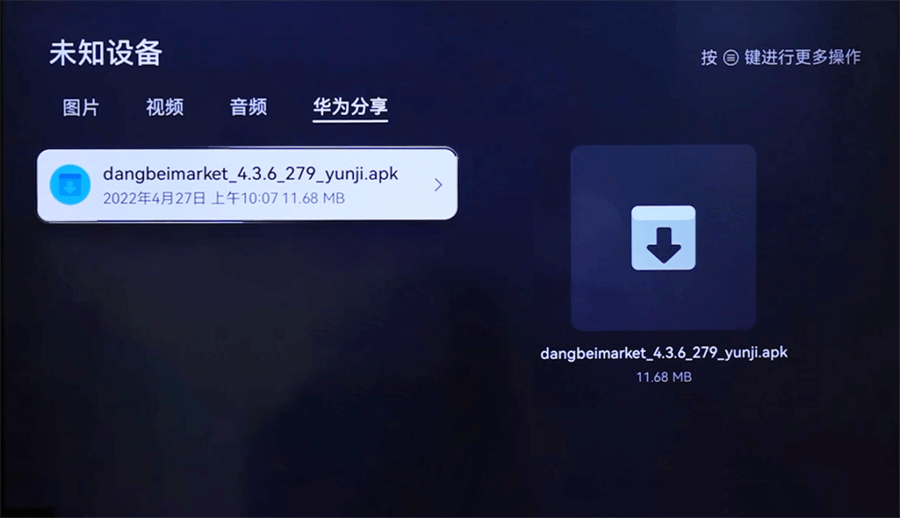 未知设备
按 键进行更多操作
图片 视频 音频 华为分享
dangbeimarket_4.3.6_279_yunji.apk
2022年4月27日 上午10:07 11.68 MB
dangbeimarket_4.3.6_279_yunji.apk
11.68 MB